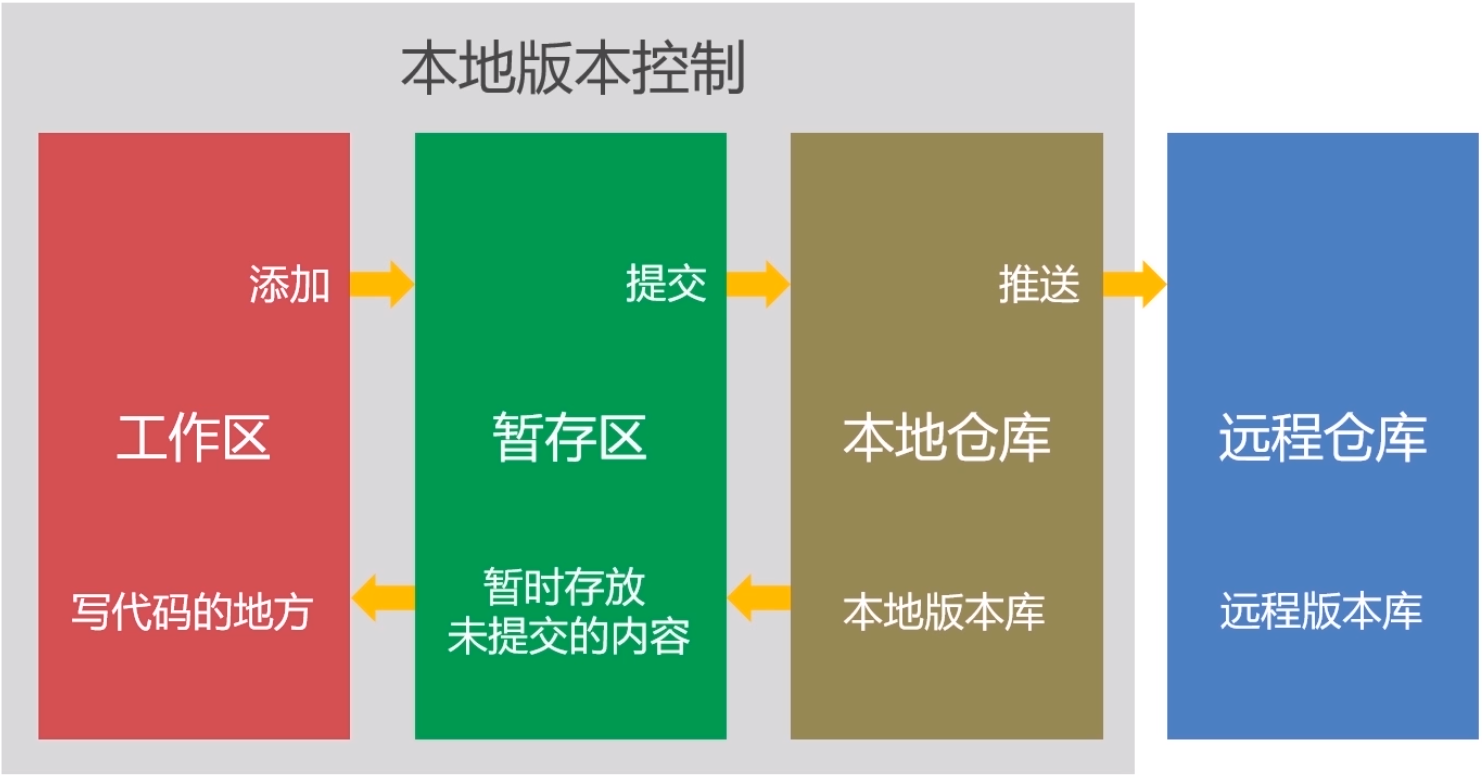 本地版本控制
添加
提交
推送
工作区
暂存区
本地仓库
远程仓库
写代码的地方
暂时存放
未提交的内容
本地版本库
远程版本库